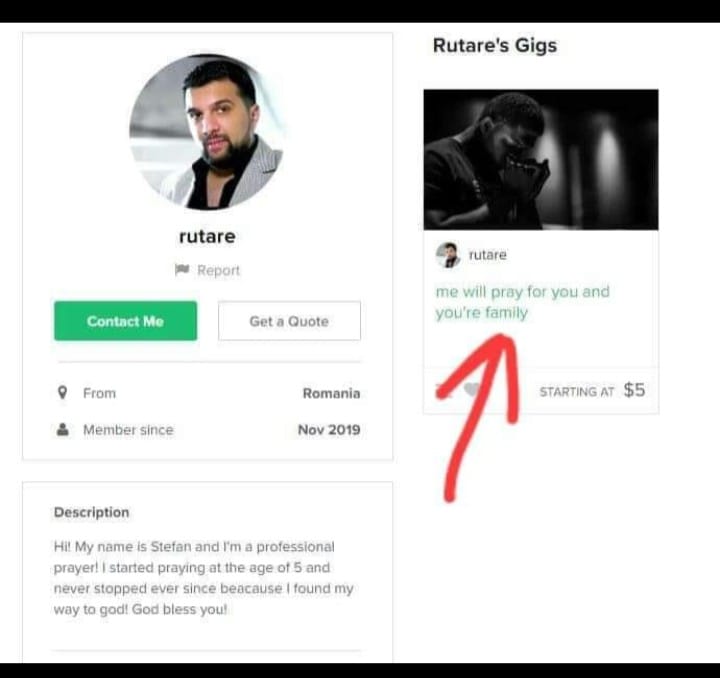 rutare
Report
Contact Me
Get a Quote
From
Romania
Member since
Nov 2019
Description
Hi! My name is Stefan and I'm a professional
prayer! I started praying at the age of 5 and
never stopped ever since beacause I found my
way to god! God bless you!
Rutare's Gigs
rutare
me will pray for you and
you're family
STARTING AT $5